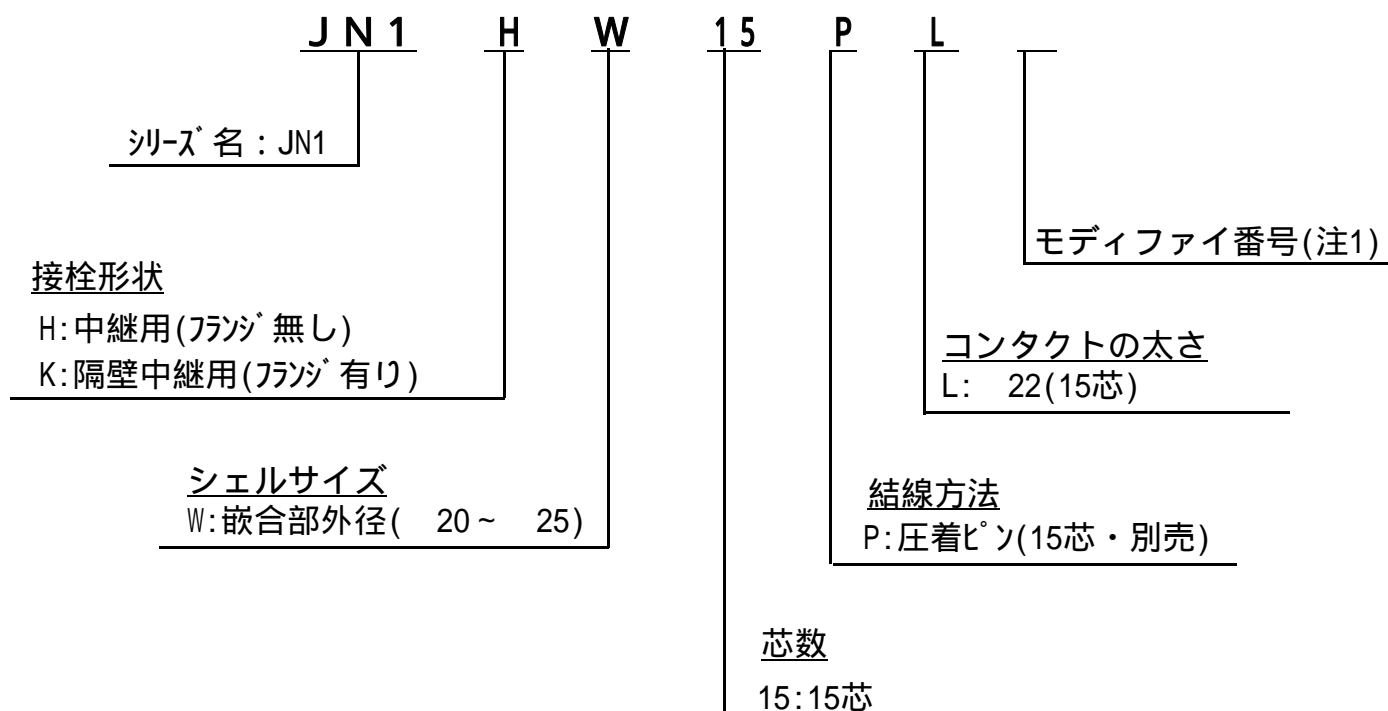 JN1 H W 15 P L
ｼﾘｰｽﾞ名：JN1
モディファイ番号(注1)
接栓形状
H:中継用(ﾌﾗﾝｼﾞ無し)
K:隔壁中継用(ﾌﾗﾝｼﾞ有り)
コンタクトの太さ
L: 22(15芯)
シェルサイズ
W:嵌合部外径( 20～ 25)
結線方法
P:圧着ﾋﾟﾝ(15芯・別売)
芯数
15:15芯